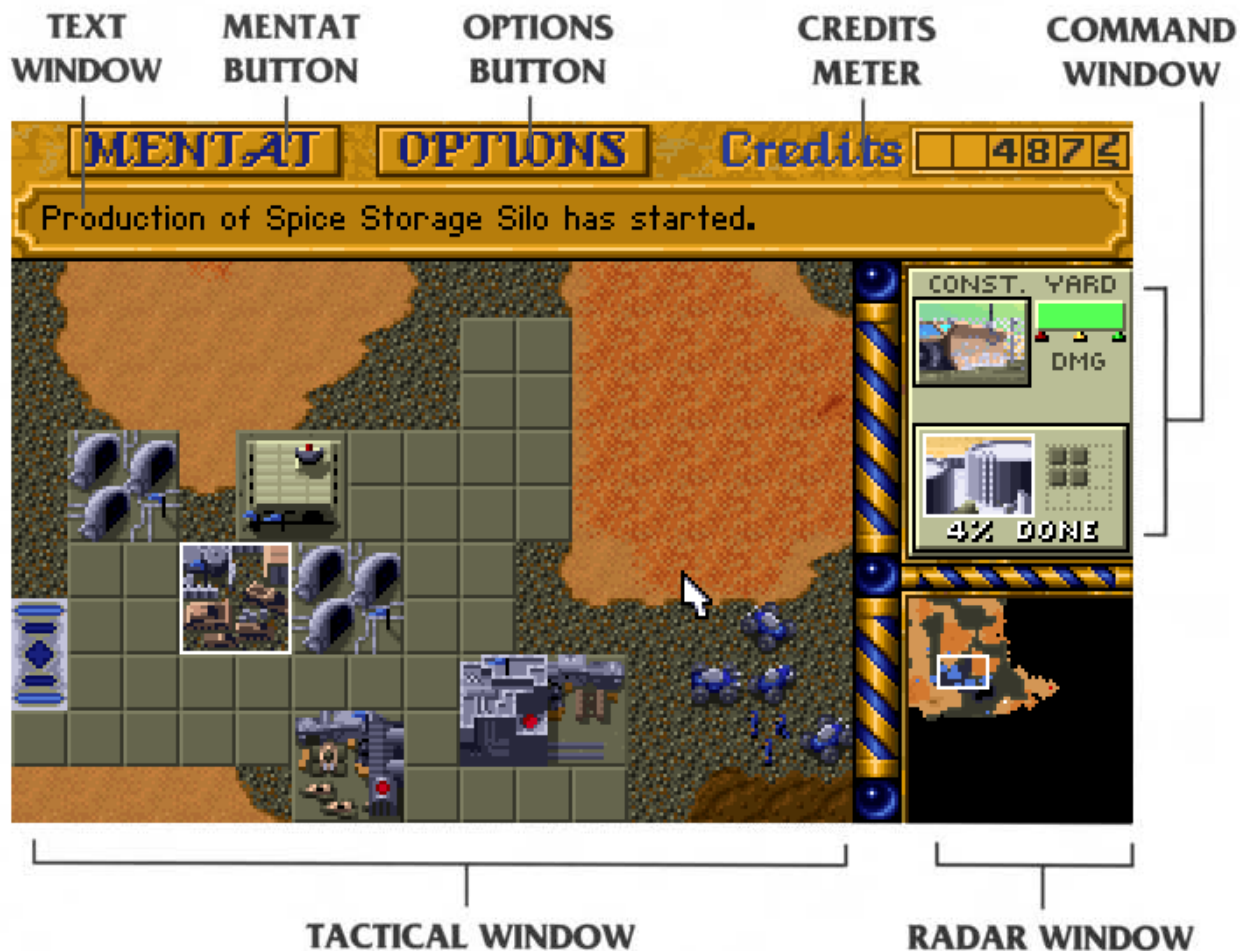 TEXT WINDOW
MENTAT BUTTON
OPTIONS BUTTON
CREDITS METER
COMMAND WINDOW
MENTAT
OPTIONS
Credits
487
Production of Spice Storage Silo has started.
CONST. YARD
DMG
4% DONE
TACTICAL WINDOW
RADAR WINDOW